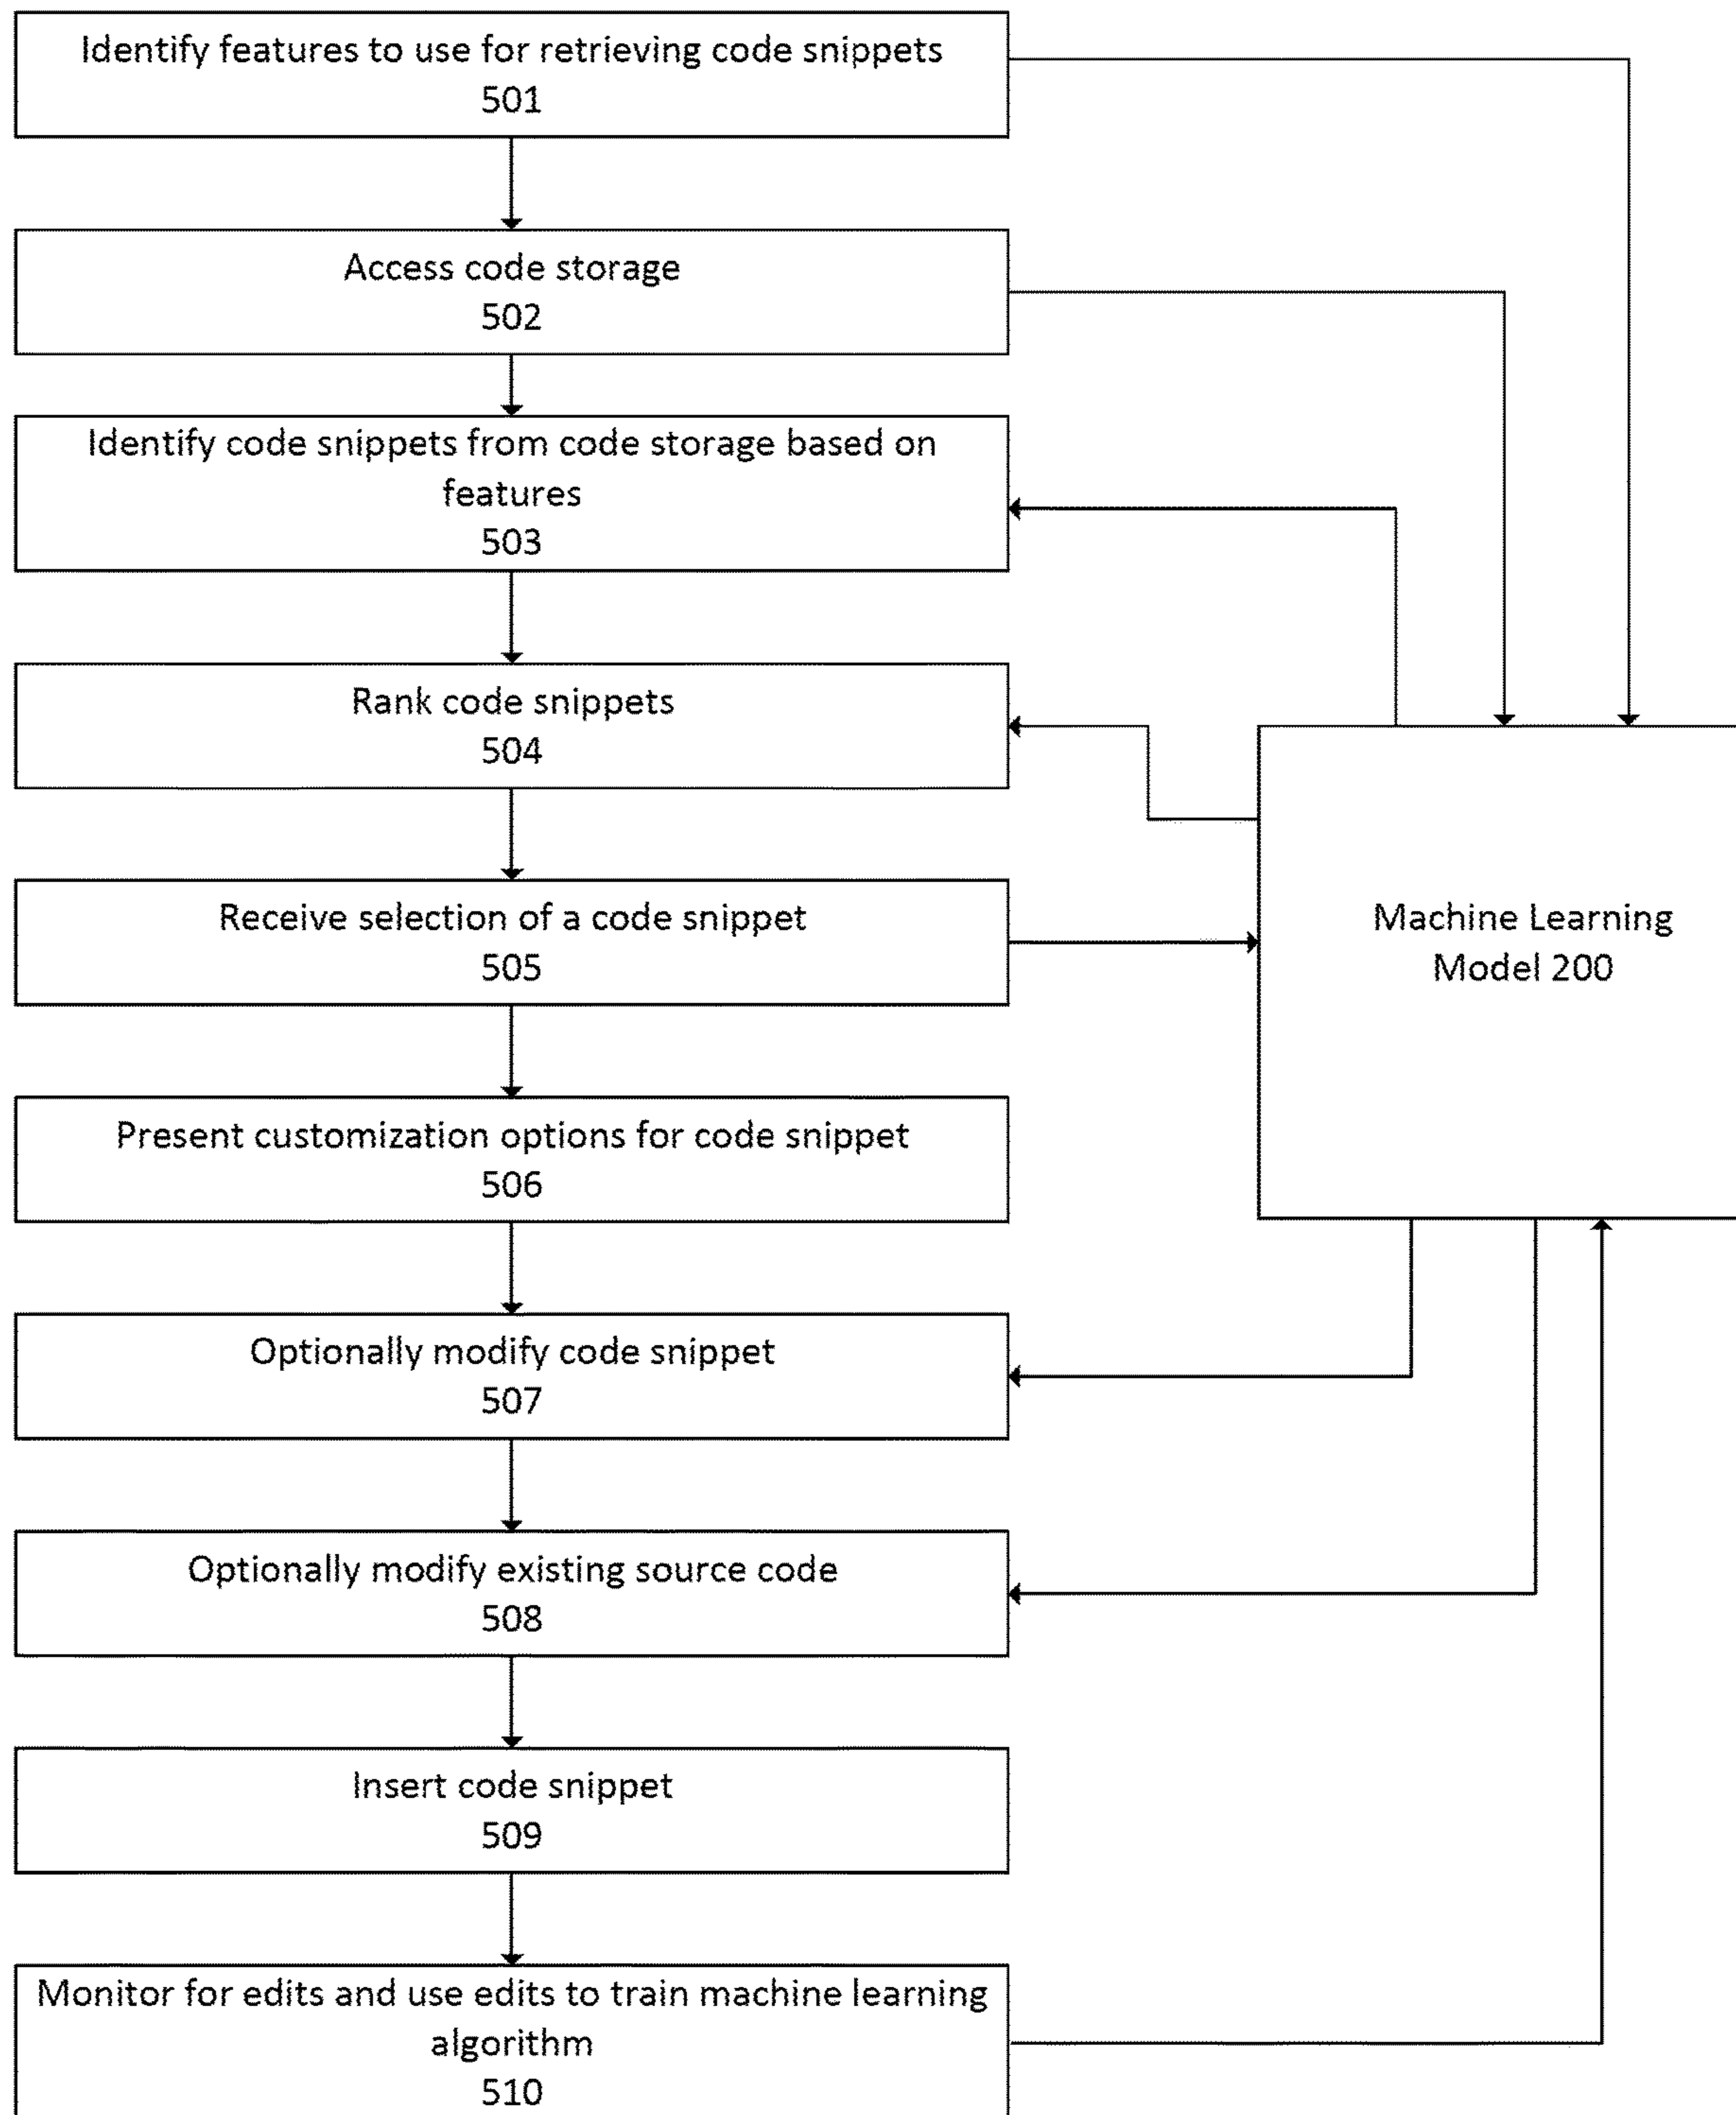 Identify features to use for retrieving code snippets
501
Access code storage
502
Identify code snippets from code storage based on
features
503
Rank code snippets
504
Receive selection of a code snippet
505
Machine Learning
Model 200
Present customization options for code snippet
506
Optionally modify code snippet
507
Optionally modify existing source code
508
Insert code snippet
509
Monitor for edits and use edits to train machine learning
algorithm
510